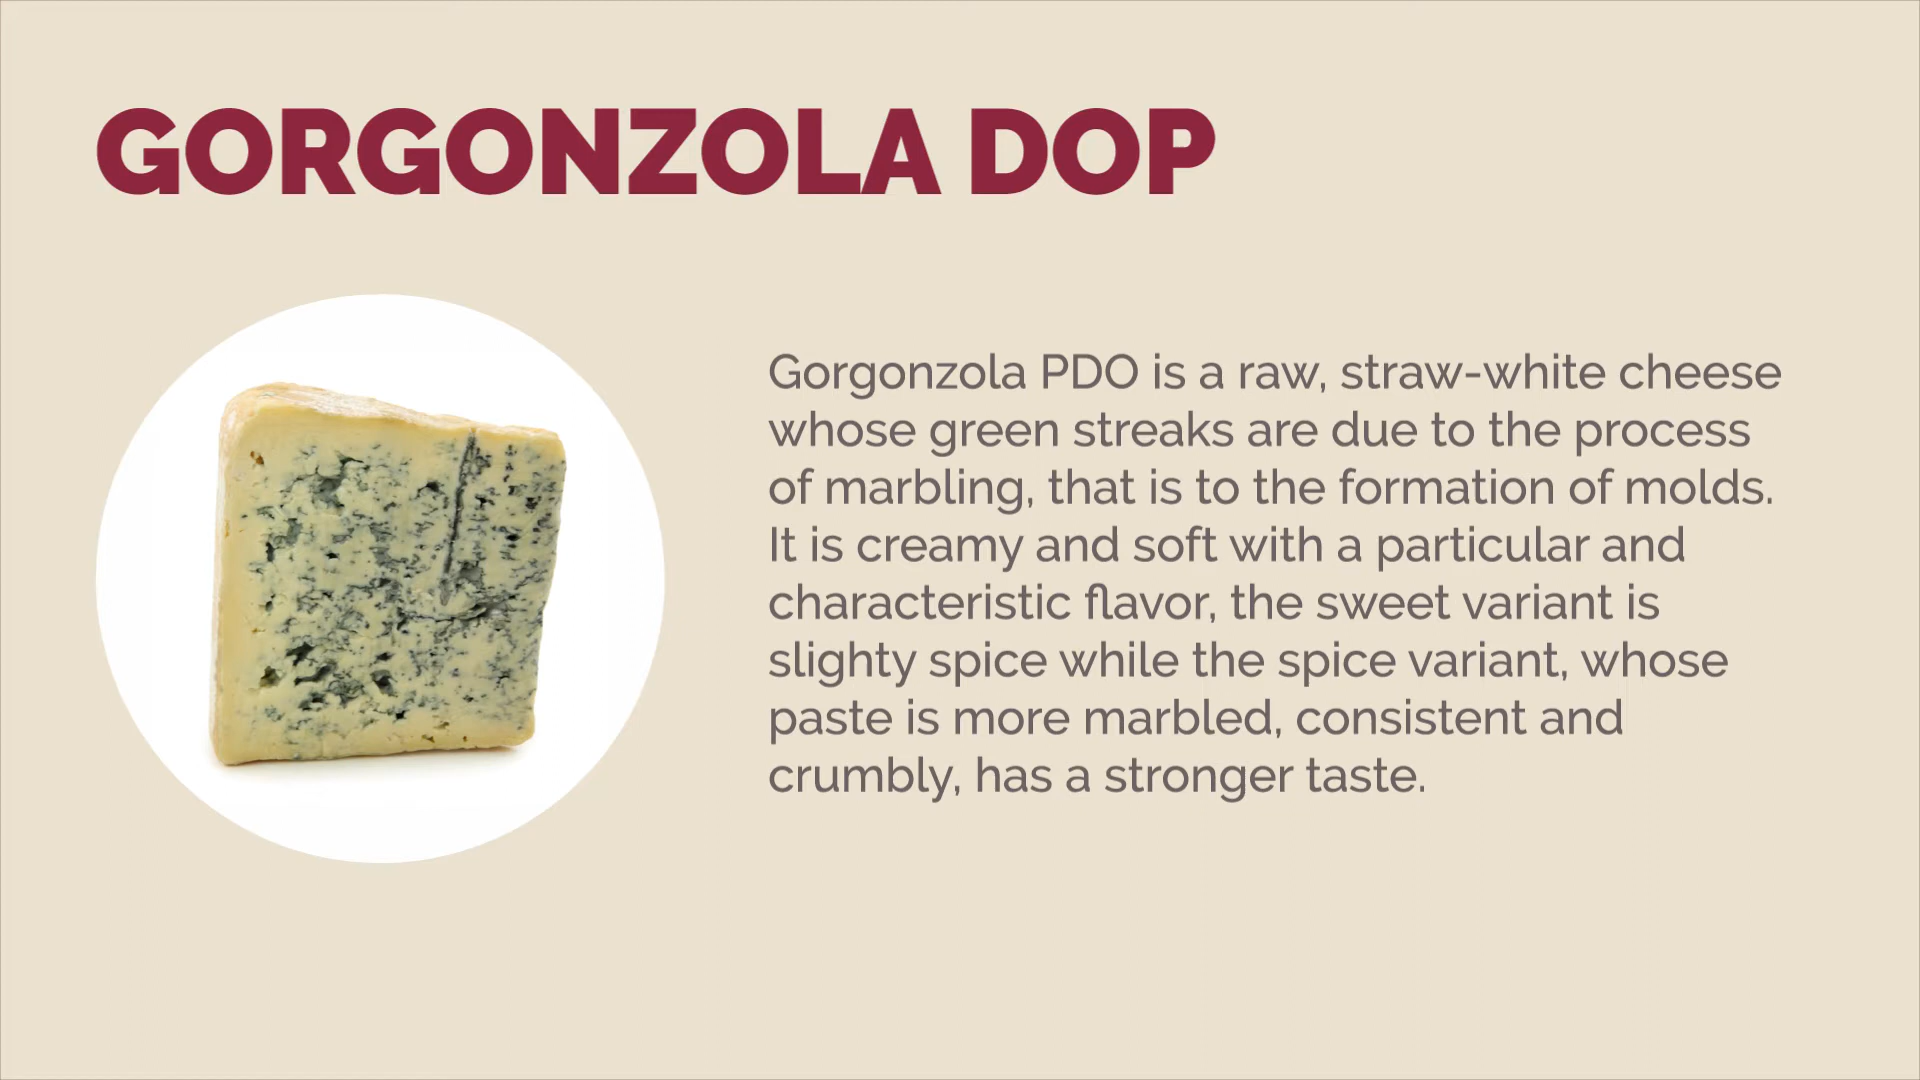 GORGONZOLA DOP
Gorgonzola PDO is a raw, straw-white cheese
whose green streaks are due to the process
of marbling, that is to the formation of molds.
It is creamy and soft with a particular and
characteristic flavor, the sweet variant is
slighty spice while the spice variant, whose
paste is more marbled, consistent and
crumbly, has a stronger taste.